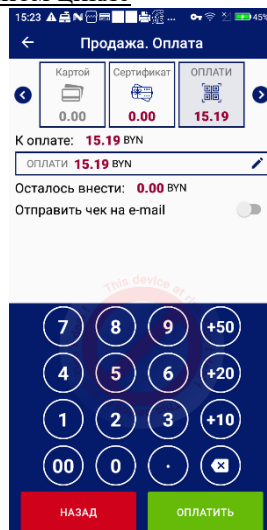 15:23
45%
Продажа. Оплата
Картой
Сертификат
ОПЛАТИ
0.00
0.00
15.19
К оплате: 15.19 BYN
ОПЛАТИ 15.19 BYN
Осталось внести: 0.00 BYN
Отправить чек на e-mail
This device
7 8 9 +50
4 5 6 +20
1 2 3 +10
00 0 .
НАЗАД
ОПЛАТИТЬ